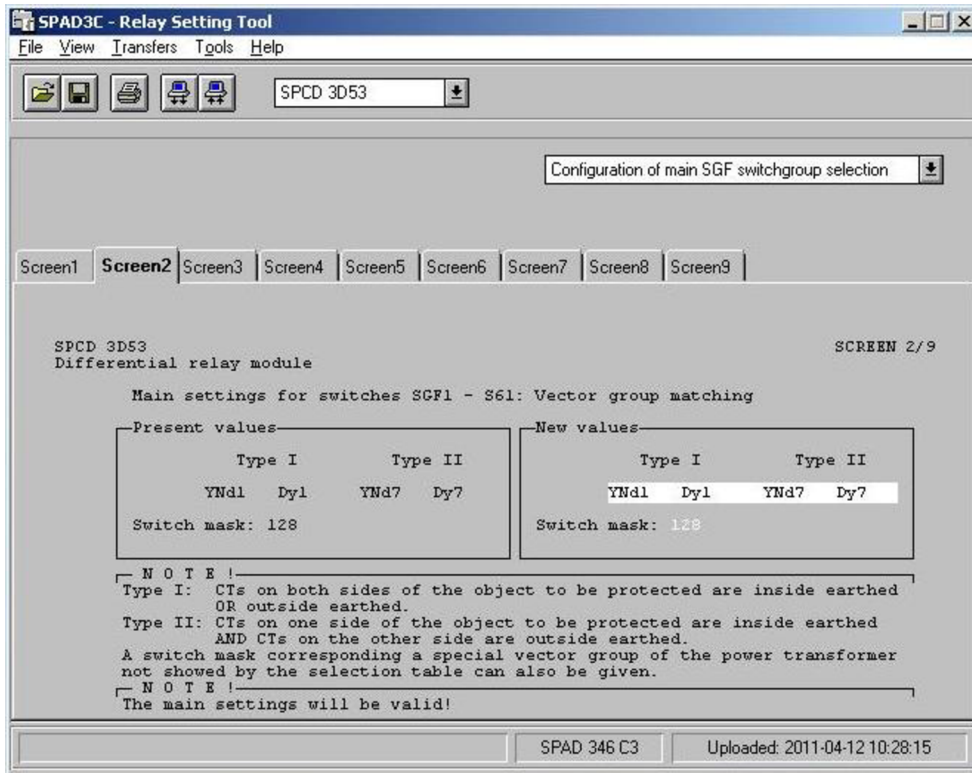 SPAD3C - Relay Setting Tool
File View Transfers Tools Help
SPCD 3D53
Configuration of main SGF switchgroup selection
Screen1 Screen2 Screen3 Screen4 Screen5 Screen6 Screen7 Screen8 Screen9
SPCD 3D53 SCREEN 2/9
Differential relay module
Main settings for switches SGF1 - S61: Vector group matching
Present values
Type I Type II
YNd1 Dy1 YNd7 Dy7
Switch mask: 128
New values
Type I Type II
YNd1 Dy1 YNd7 Dy7
Switch mask: 128
N O T E !
Type I: CTs on both sides of the object to be protected are inside earthed
OR outside earthed.
Type II: CTs on one side of the object to be protected are inside earthed
AND CTs on the other side are outside earthed.
A switch mask corresponding a special vector group of the power transformer
not showed by the selection table can also be given.
N O T E !
The main settings will be valid!
SPAD 346 C3 Uploaded: 2011-04-12 10:28:15